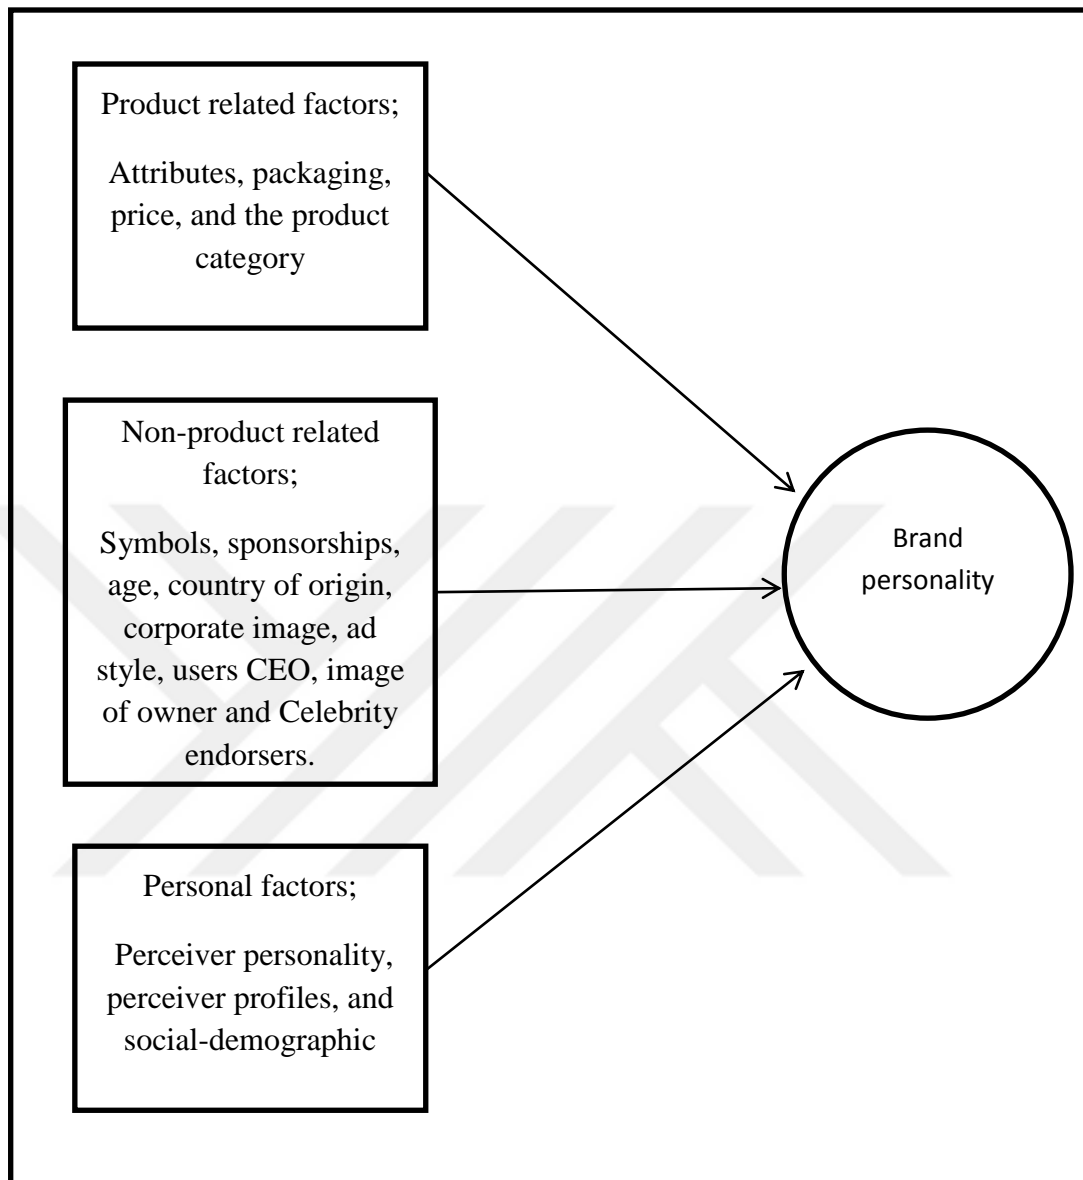 Product related factors;
Attributes, packaging,
price, and the product
category
Non-product related
factors;
Symbols, sponsorships,
age, country of origin,
corporate image, ad
style, users CEO, image
of owner and Celebrity
endorsers.
Brand
personality
Personal factors;
Perceiver personality,
perceiver profiles, and
social-demographic